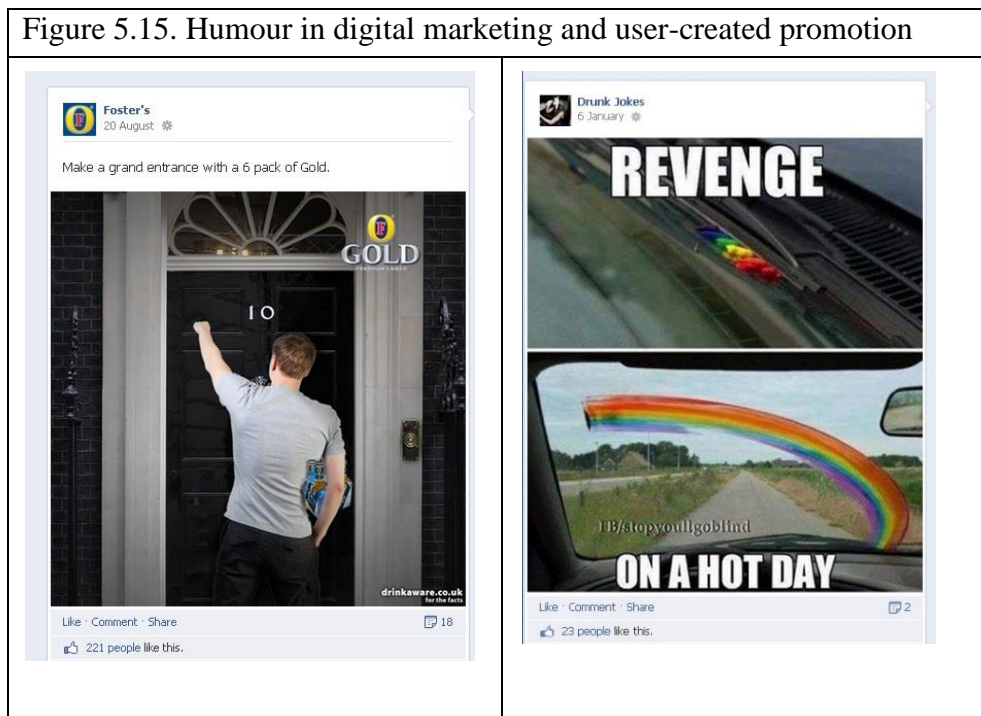 Figure 5.15. Humour in digital marketing and user-created promotion
Foster's
20 August
Make a grand entrance with a 6 pack of Gold.
F
GOLD
PREMIUM LAGER
10
drinkaware.co.uk
for the facts
Like · Comment · Share
18
221 people like this.
Drunk Jokes
6 January
REVENGE
FB/stopyoullgoblind
ON A HOT DAY
Like · Comment · Share
2
23 people like this.